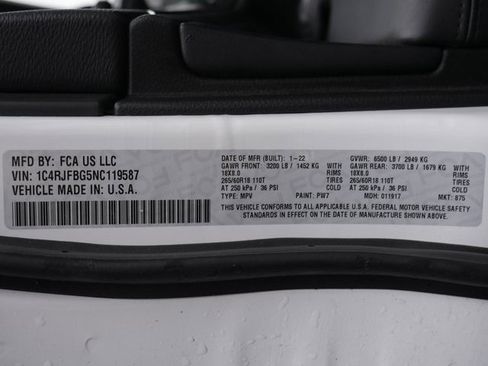 MFD BY: FCA US LLC
VIN: 1C4RJFBG5NC119587
VEHICLE MADE IN U.S.A.
DATE OF MFR (BUILT): 1-22 GVWR: 6500 LB / 2949 KG
GAWR FRONT: 3200 LB / 1452 KG WITH GAWR REAR: 3700 LB / 1679 KG WITH
18X8.0 RIMS 18X8.0 RIMS
265/60R18 110T TIRES 265/60R18 110T TIRES
AT 250 kPa / 36 PSI AT 250 kPa / 36 PSI
TYPE: MPV PAINT: PW7 MDH: 011917 MKT: 875
THIS VEHICLE CONFORMS TO ALL APPLICABLE U.S.A. FEDERAL MOTOR VEHICLE SAFETY
STANDARDS IN EFFECT ON THE DATE OF MANUFACTURE SHOWN ABOVE.